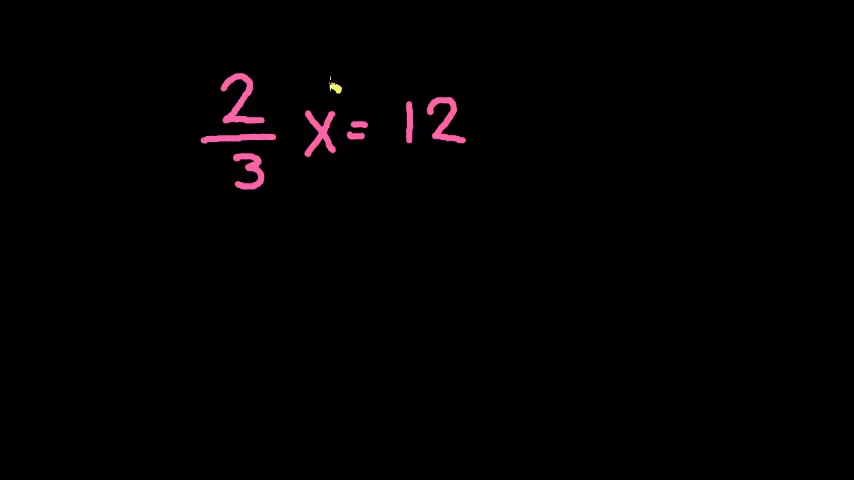 2/3 x = 12